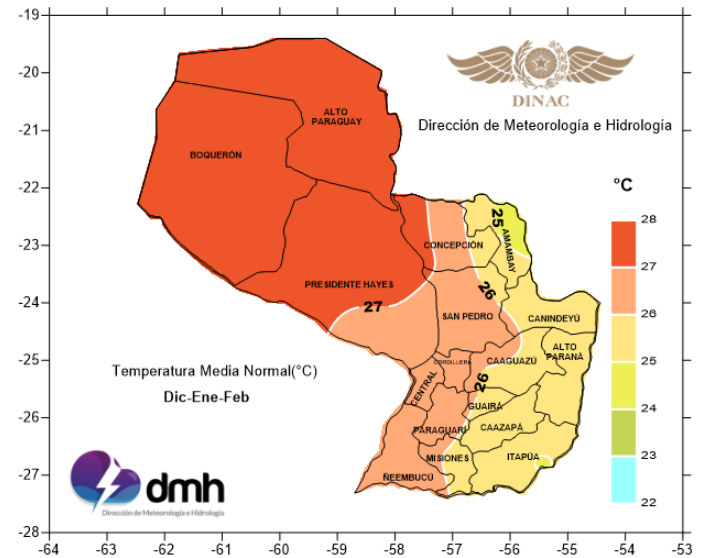 -19
-20
-21
-22
-23
-24
-25
-26
-27
-28
-64
-63
-62
-61
-60
-59
-58
-57
-56
-55
-54
-53
DINAC
Dirección de Meteorología e Hidrología
°C
28
27
26
25
24
23
22
ALTO
PARAGUAY
BOQUERÓN
25
AMAMBAY
CONCEPCIÓN
PRESIDENTE HAYES
26
27
SAN PEDRO
CANINDEYÚ
ALTO
PARANÁ
CORDILLERA
CAAGUAZÚ
CENTRAL
26
GUAIRÁ
PARAGUARÍ
CAAZAPÁ
MISIONES
ITAPÚA
ÑEEMBUCÚ
Temperatura Media Normal(°C)
Dic-Ene-Feb
dmh
Dirección de Meteorología e Hidrología